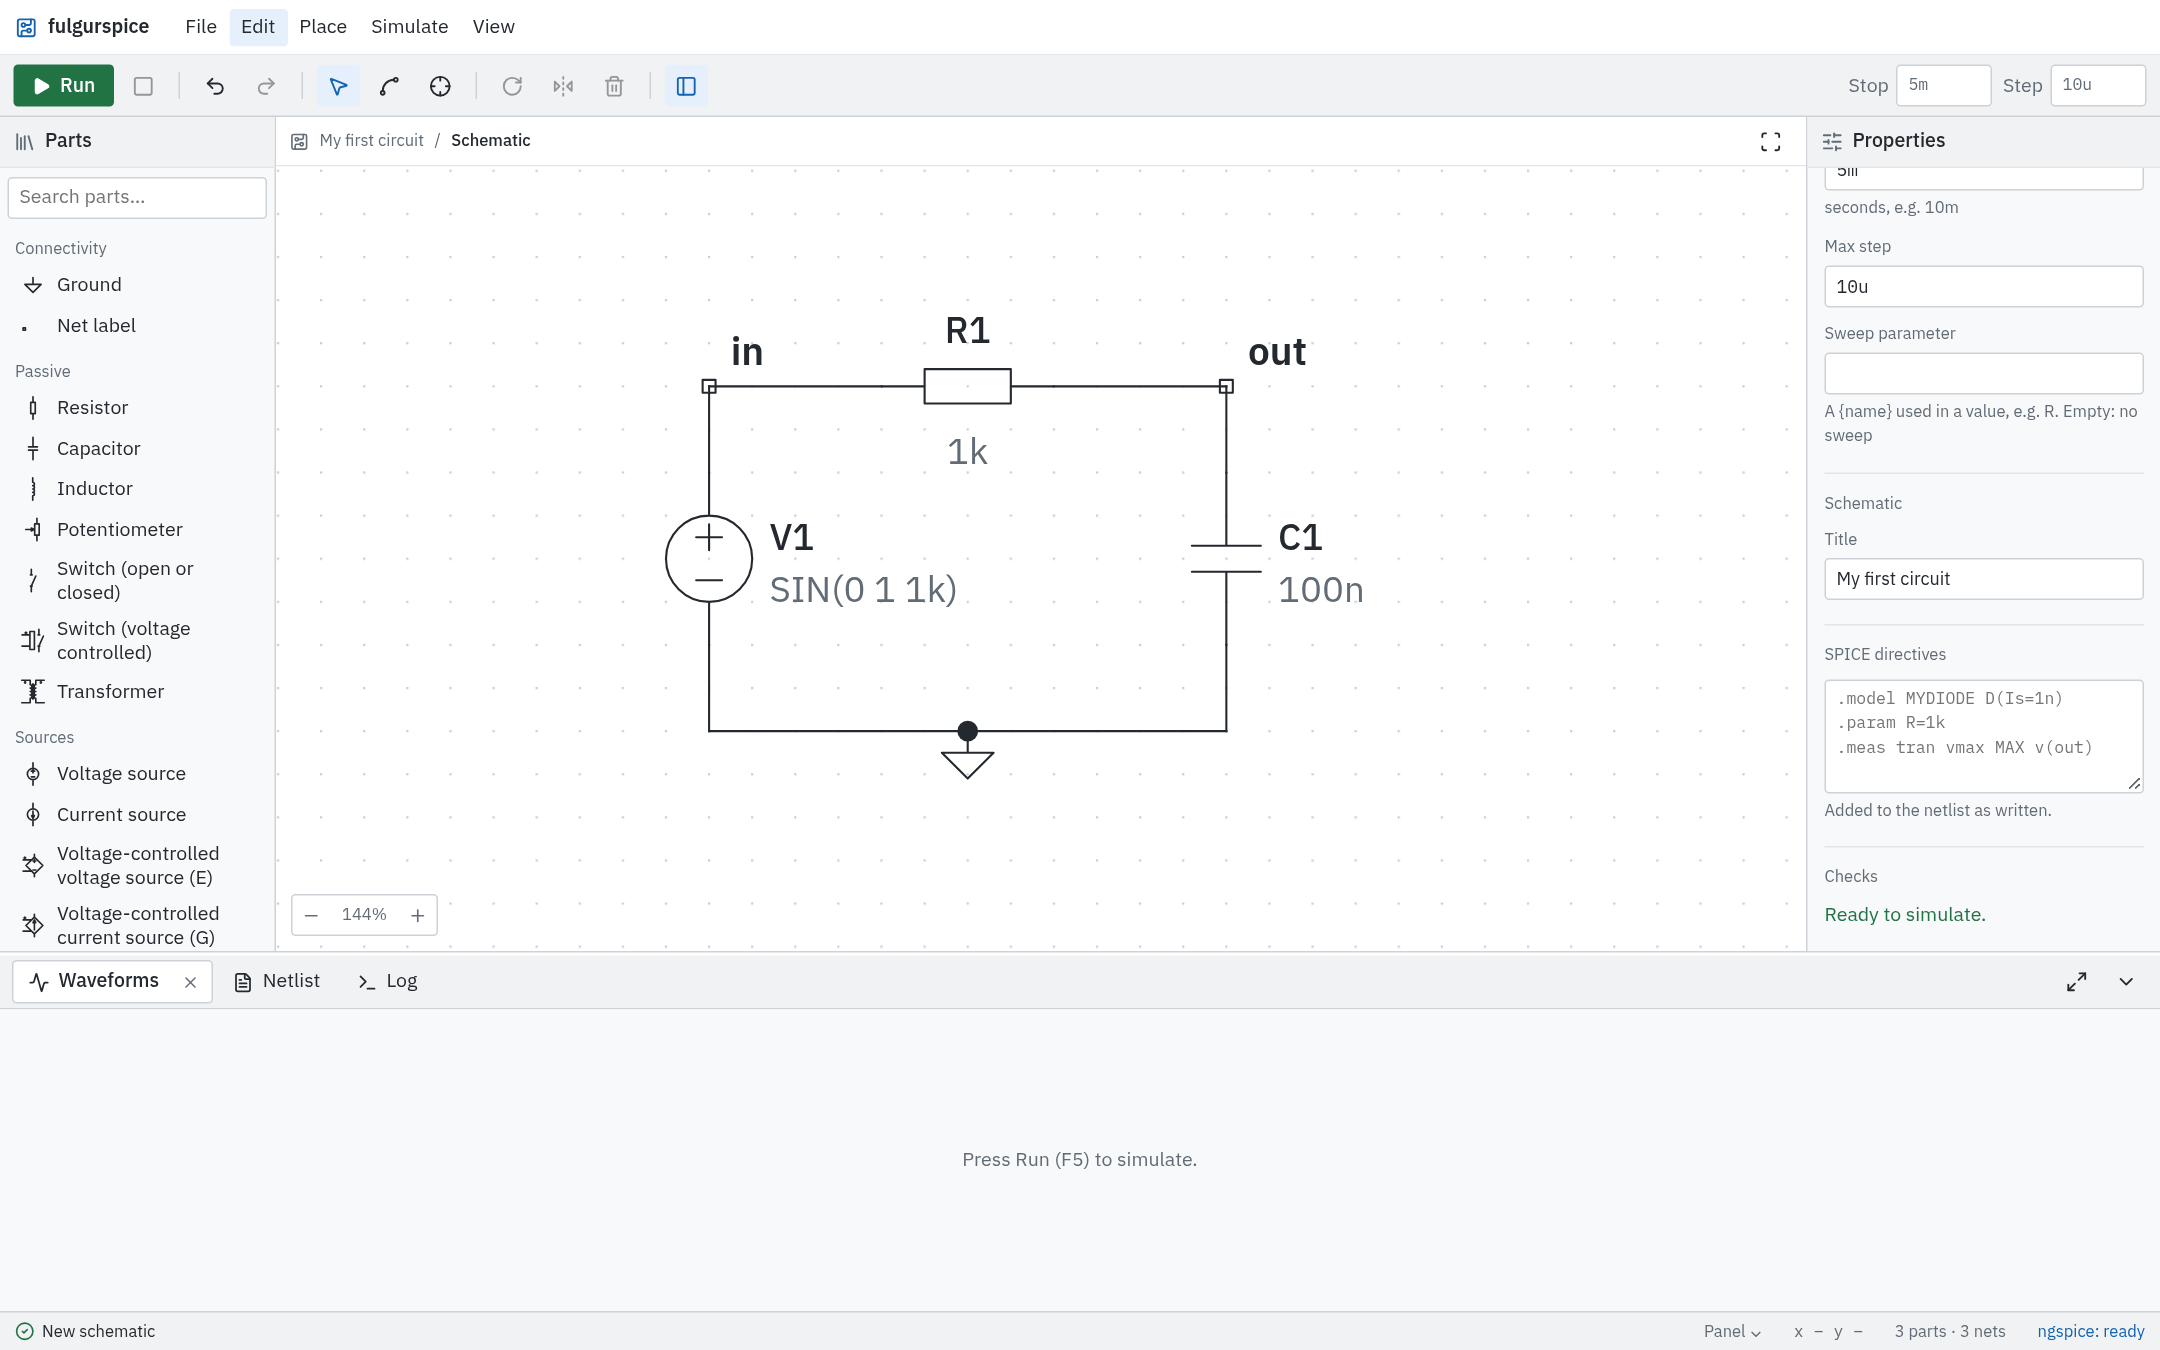 fulgurspice File Edit Place Simulate View
Run Stop 5m Step 10u
Parts
Search parts...
Connectivity
Ground
Net label
Passive
Resistor
Capacitor
Inductor
Potentiometer
Switch (open or
closed)
Switch (voltage
controlled)
Transformer
Sources
Voltage source
Current source
Voltage-controlled
voltage source (E)
Voltage-controlled
current source (G)
My first circuit / Schematic
in
R1
out
1k
V1
SIN(0 1 1k)
C1
100n
144%
Properties
5m
seconds, e.g. 10m
Max step
10u
Sweep parameter
A {name} used in a value, e.g. R. Empty: no
sweep
Schematic
Title
My first circuit
SPICE directives
.model MYDIODE D(Is=1n)
.param R=1k
.meas tran vmax MAX v(out)
Added to the netlist as written.
Checks
Ready to simulate.
Waveforms Netlist Log
Press Run (F5) to simulate.
New schematic Panel x – y – 3 parts · 3 nets ngspice: ready